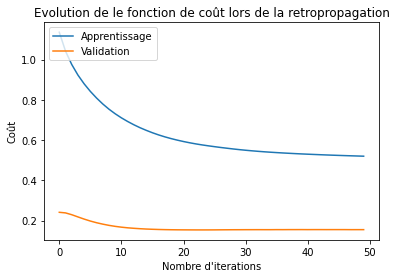 Evolution de le fonction de coût lors de la retropropagation
Apprentissage
Validation
Coût
1.0
0.8
0.6
0.4
0.2
0
10
20
30
40
50
Nombre d'iterations